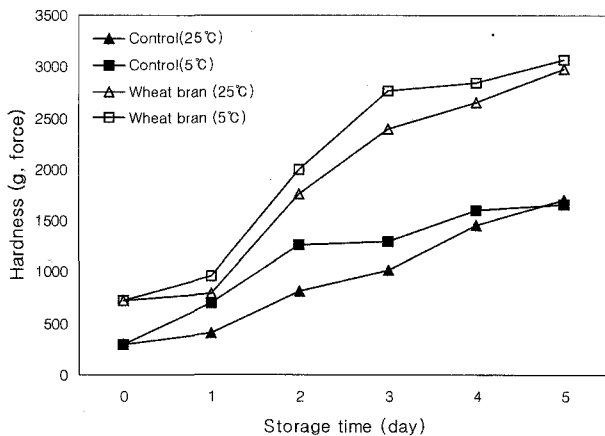 3500
3000
2500
2000
1500
1000
500
0
Hardness (g, force)
Control(25℃)
Control(5℃)
Wheat bran (25℃)
Wheat bran (5℃)
0 1 2 3 4 5
Storage time (day)